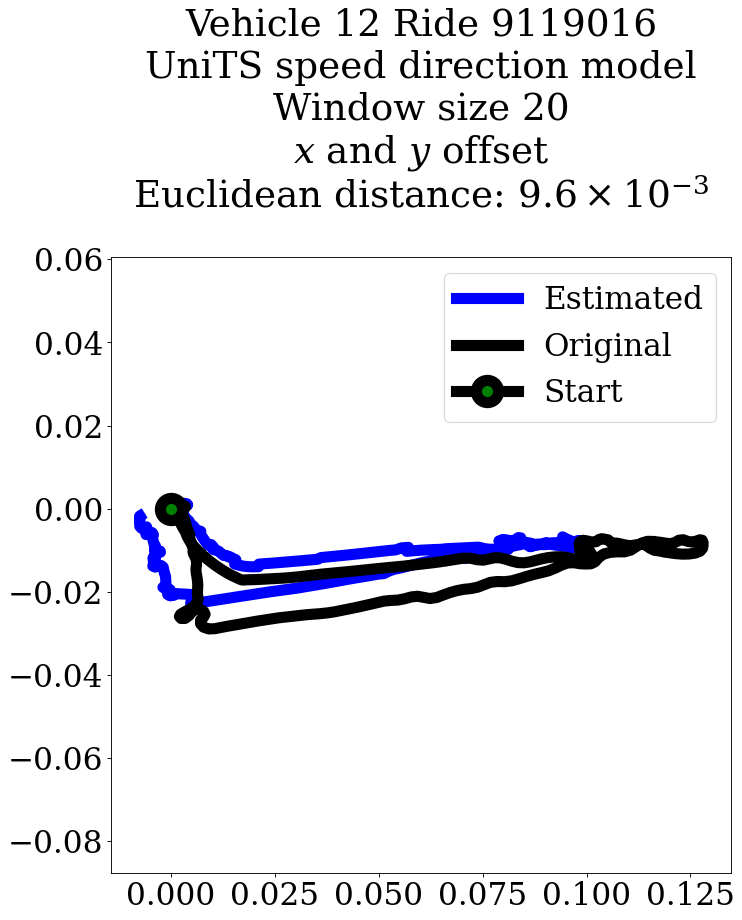 Vehicle 12 Ride 9119016
UniTS speed direction model
Window size 20
x and y offset
Euclidean distance: 9.6 × 10⁻³
0.06
0.04
0.02
0.00
−0.02
−0.04
−0.06
−0.08
Estimated
Original
Start
0.000 0.025 0.050 0.075 0.100 0.125